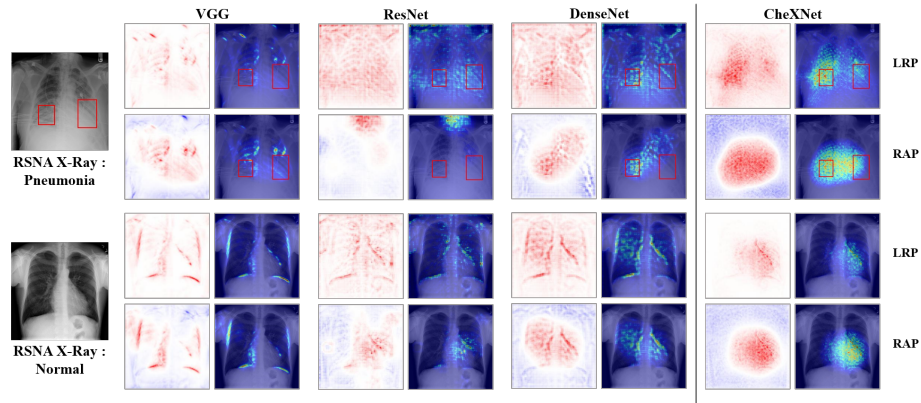 VGG ResNet DenseNet CheXNet
LRP
RSNA X-Ray :
Pneumonia
RAP
LRP
RSNA X-Ray :
Normal
RAP